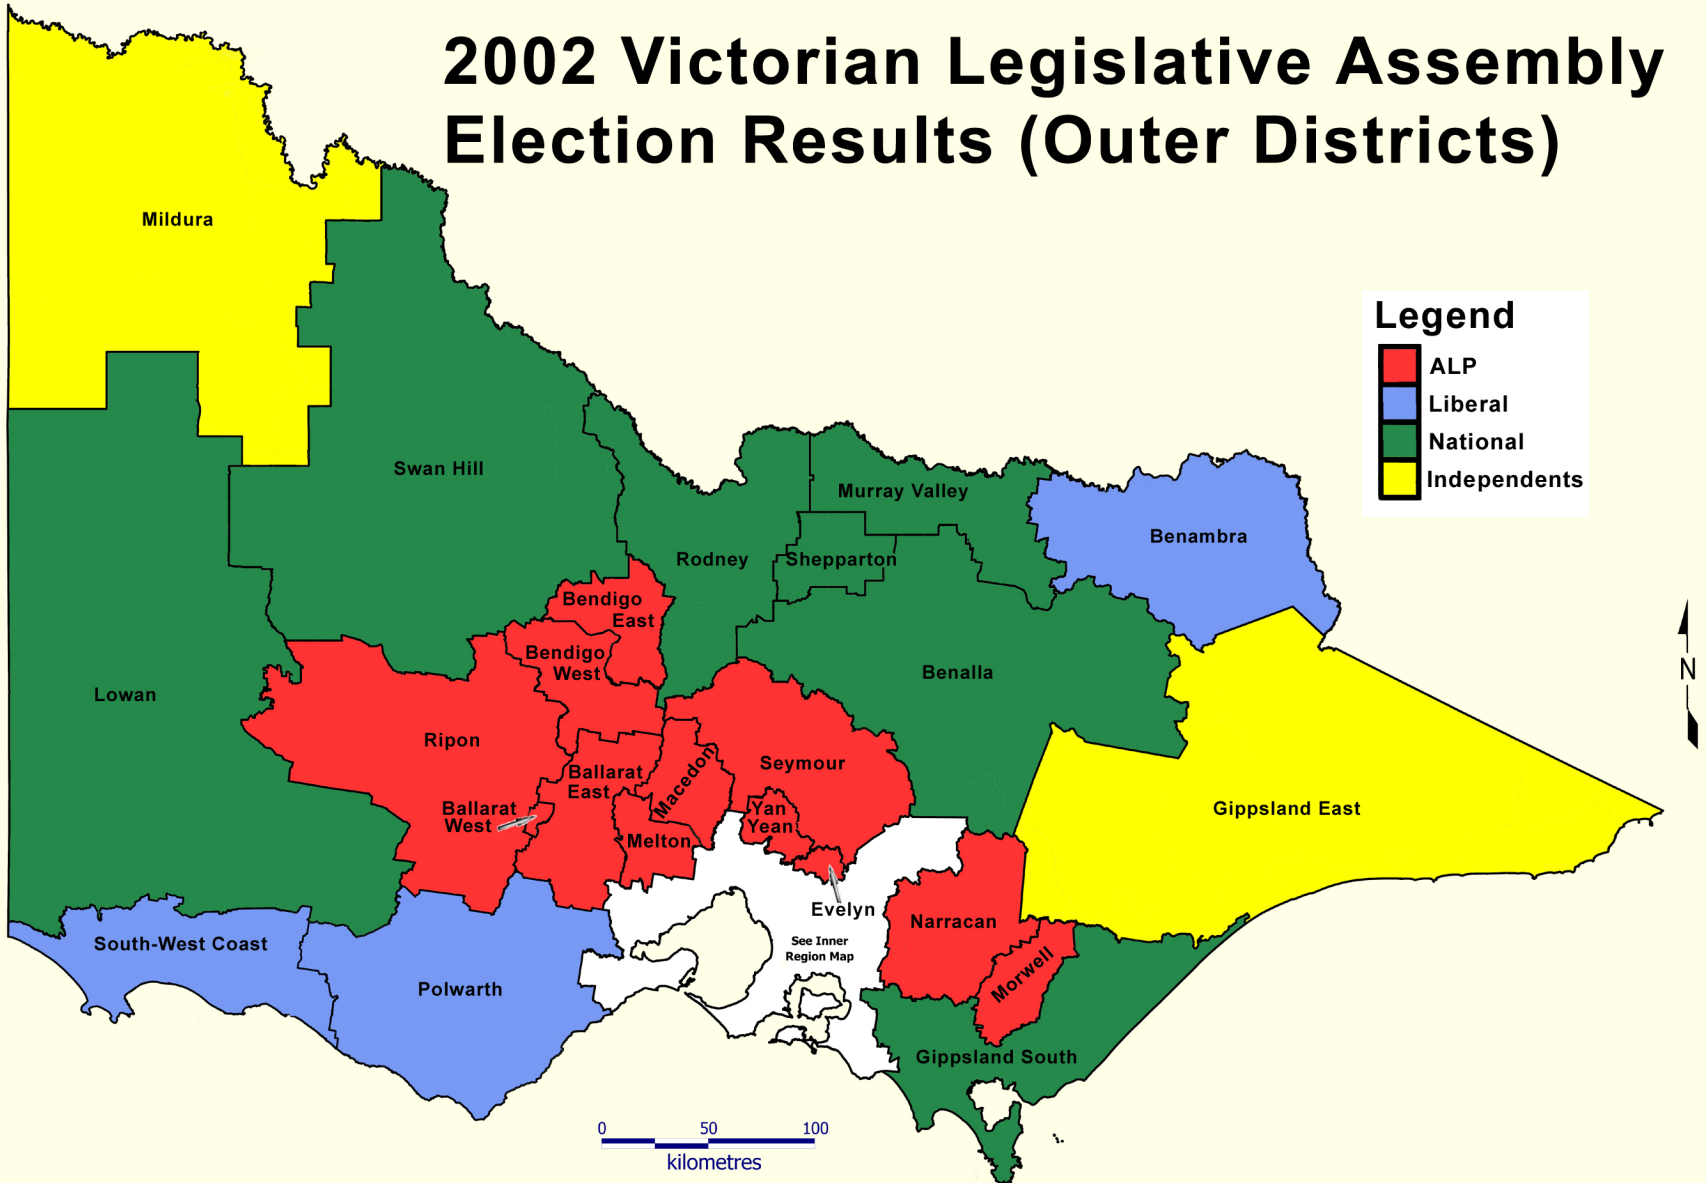 2002 Victorian Legislative Assembly
Election Results (Outer Districts)
Mildura
Legend
ALP
Liberal
National
Independents
Swan Hill
Murray Valley
Benambra
Rodney
Shepparton
Bendigo
East
Bendigo
West
Benalla
N
Lowan
Ripon
Ballarat
East
Macedon
Seymour
Ballarat
West
Yan
Yean
Gippsland East
Melton
Evelyn
Narracan
South-West Coast
See Inner
Region Map
Morwell
Polwarth
Gippsland South
0 50 100
kilometres